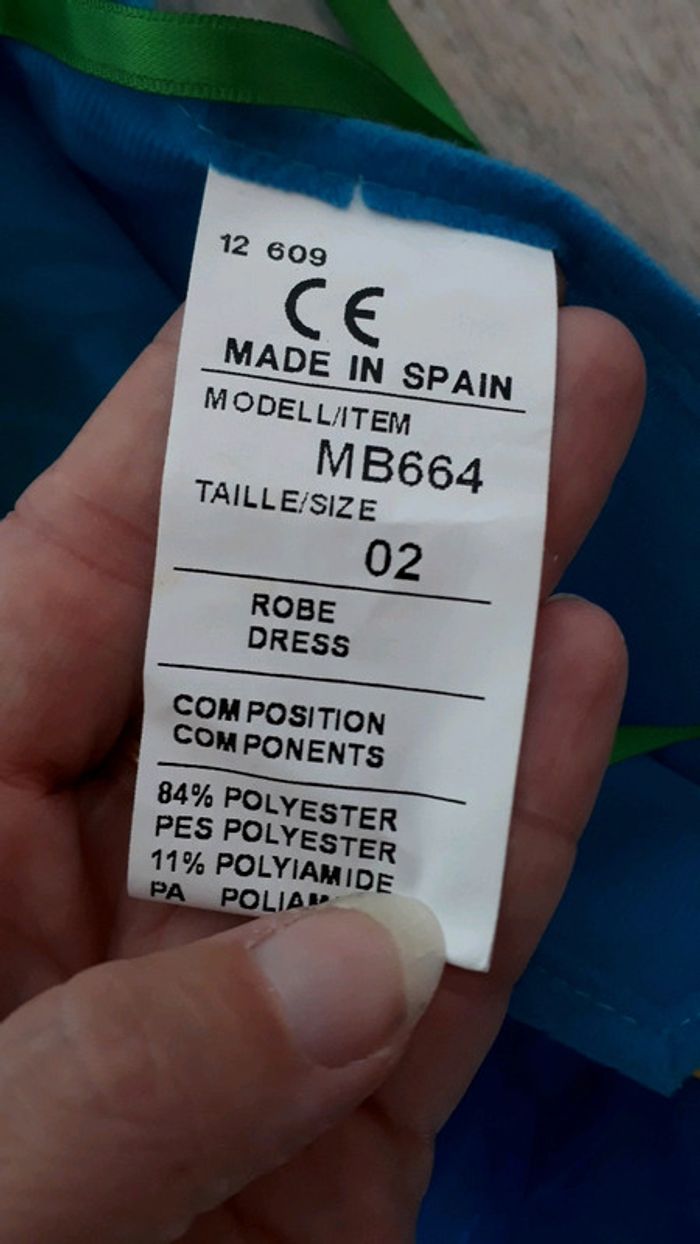 12 609
CE
MADE IN SPAIN
MODELL/ITEM
MB664
TAILLE/SIZE
02
ROBE
DRESS
COMPOSITION
COMPONENTS
84% POLYESTER
PES POLYESTER
11% POLYIAMIDE
PA